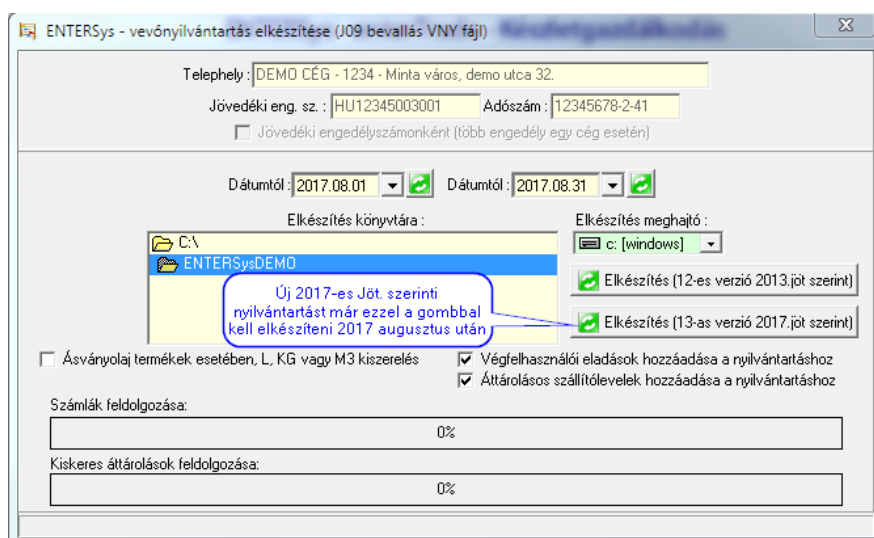 ENTERSys - vevőnyilvántartás elkészítése (J09 bevallás VNY fájl)
Telephely : DEMO CÉG - 1234 - Minta város, demo utca 32.
Jövedéki eng. sz. : HU12345003001 Adószám : 12345678-2-41
Jövedéki engedélyszámonként (több engedély egy cég esetén)
Dátumtól : 2017.08.01 Dátumtól : 2017.08.31
Elkészítés könyvtára : Elkészítés meghajtó :
C:\ c: [windows]
ENTERSysDEMO
Elkészítés (12-es verzió 2013.jöt szerint)
Új 2017-es Jöt. szerinti
nyilvántartást már ezzel a gombbal
kell elkészíteni 2017 augusztus után
Elkészítés (13-as verzió 2017.jöt szerint)
Ásványolaj termékek esetében, L, KG vagy M3 kiszerelés Végfelhasználói eladások hozzáadása a nyilvántartáshoz
Áttárolásos szállítólevelek hozzáadása a nyilvántartáshoz
Számlák feldolgozása:
0%
Kiskeres áttárolások feldolgozása:
0%